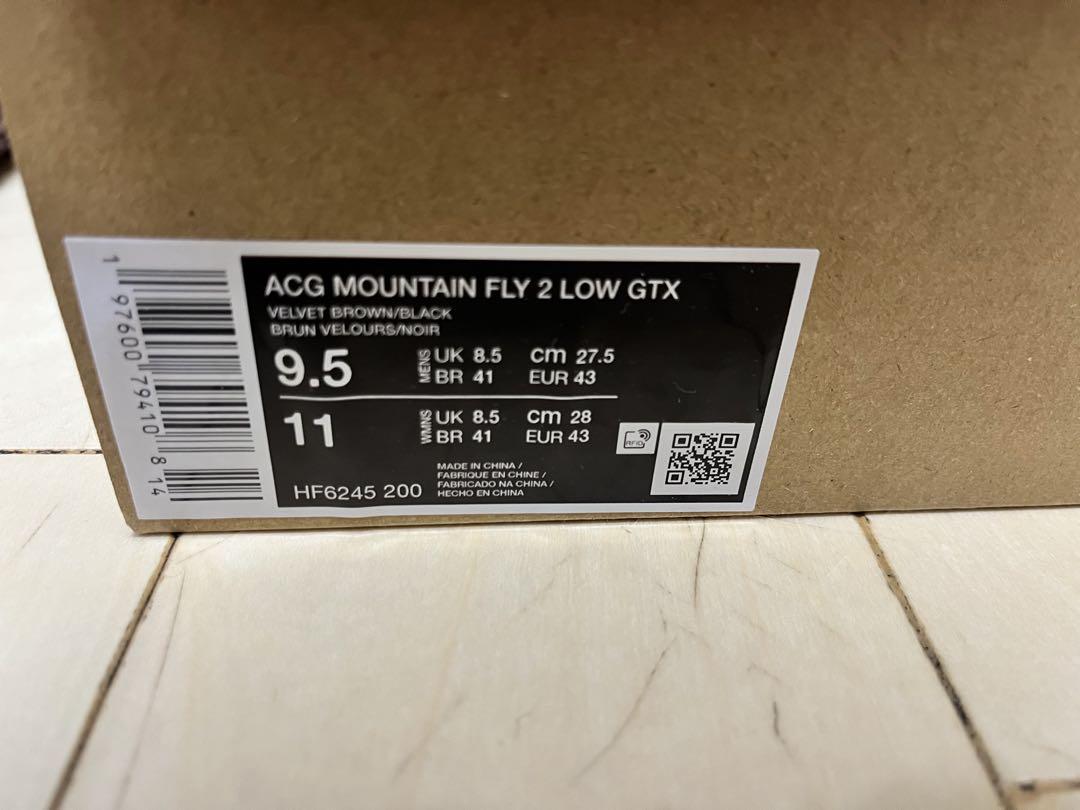 ACG MOUNTAIN FLY 2 LOW GTX
VELVET BROWN/BLACK
BRUN VELOURS/NOIR
9.5 MENS UK 8.5 cm 27.5
BR 41 EUR 43
11 WMNS UK 8.5 cm 28
BR 41 EUR 43
RFID
HF6245 200
MADE IN CHINA /
FABRIQUE EN CHINE /
FABRICADO NA CHINA /
HECHO EN CHINA
1 97600 79410 8 14